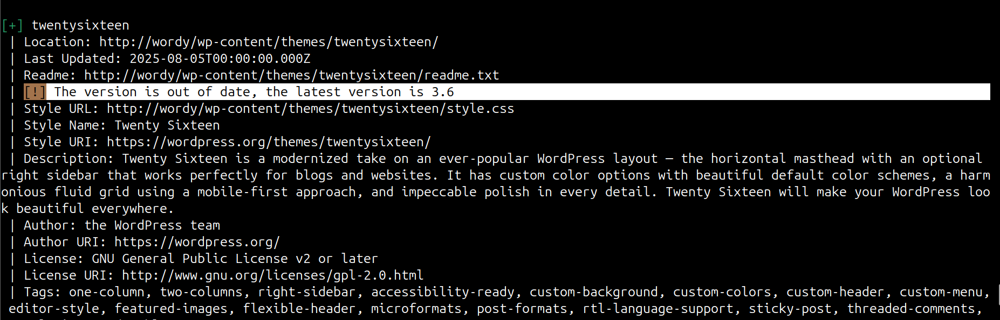 [+] twentysixteen
| Location: http://wordy/wp-content/themes/twentysixteen/
| Last Updated: 2025-08-05T00:00:00.000Z
| Readme: http://wordy/wp-content/themes/twentysixteen/readme.txt
| [!] The version is out of date, the latest version is 3.6
| Style URL: http://wordy/wp-content/themes/twentysixteen/style.css
| Style Name: Twenty Sixteen
| Style URI: https://wordpress.org/themes/twentysixteen/
| Description: Twenty Sixteen is a modernized take on an ever-popular WordPress layout — the horizontal masthead with an optional
right sidebar that works perfectly for blogs and websites. It has custom color options with beautiful default color schemes, a harm
onious fluid grid using a mobile-first approach, and impeccable polish in every detail. Twenty Sixteen will make your WordPress loo
k beautiful everywhere.
| Author: the WordPress team
| Author URI: https://wordpress.org/
| License: GNU General Public License v2 or later
| License URI: http://www.gnu.org/licenses/gpl-2.0.html
| Tags: one-column, two-columns, right-sidebar, accessibility-ready, custom-background, custom-colors, custom-header, custom-menu,
editor-style, featured-images, flexible-header, microformats, post-formats, rtl-language-support, sticky-post, threaded-comments,